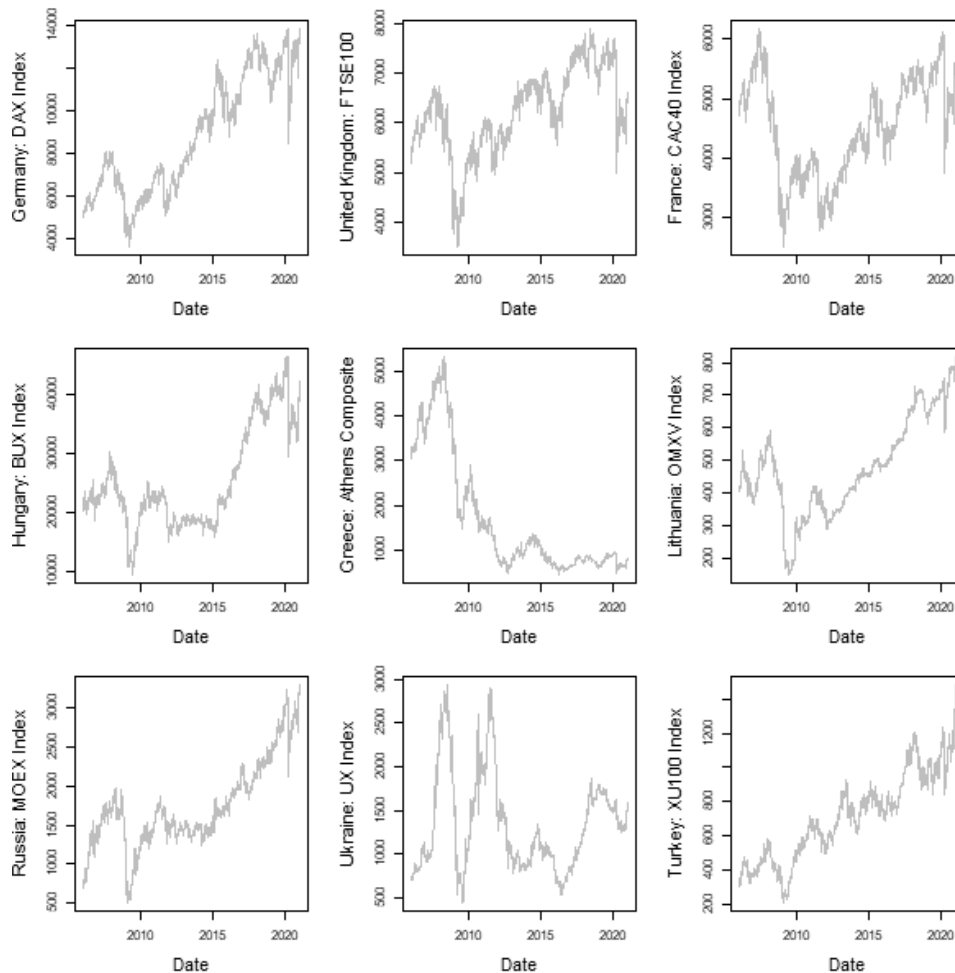 Germany: DAX Index
14000
10000
8000
6000
4000
2010 2015 2020
Date
United Kingdom: FTSE100
8000
7000
6000
5000
4000
2010 2015 2020
Date
France: CAC40 Index
6000
5000
4000
3000
2010 2015 2020
Date
Hungary: BUX Index
40000
30000
20000
10000
2010 2015 2020
Date
Greece: Athens Composite
5000
4000
3000
2000
1000
2010 2015 2020
Date
Lithuania: OMXV Index
800
700
600
500
400
300
200
2010 2015 2020
Date
Russia: MOEX Index
3000
2500
2000
1500
1000
500
2010 2015 2020
Date
Ukraine: UX Index
3000
2500
2000
1500
1000
500
2010 2015 2020
Date
Turkey: XU100 Index
1200
800
600
400
200
2010 2015 2020
Date